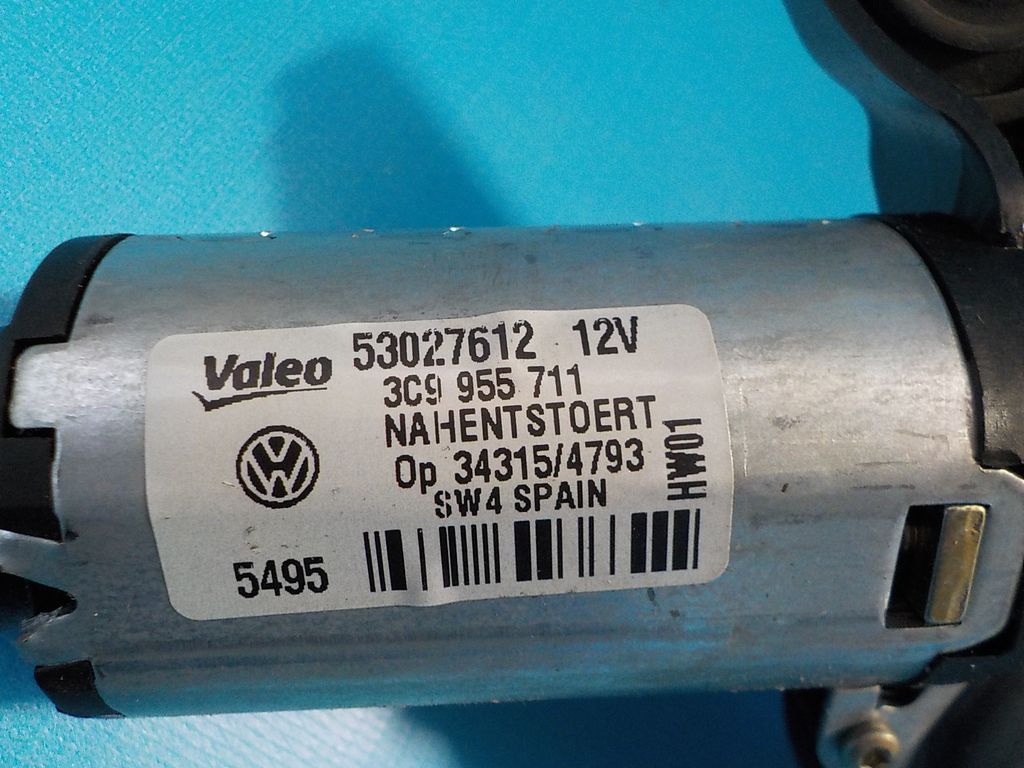 Valeo 53027612 12V
3C9 955 711
NAHENTSTOERT
Op 34315/4793
SW4 SPAIN
HW01
5495